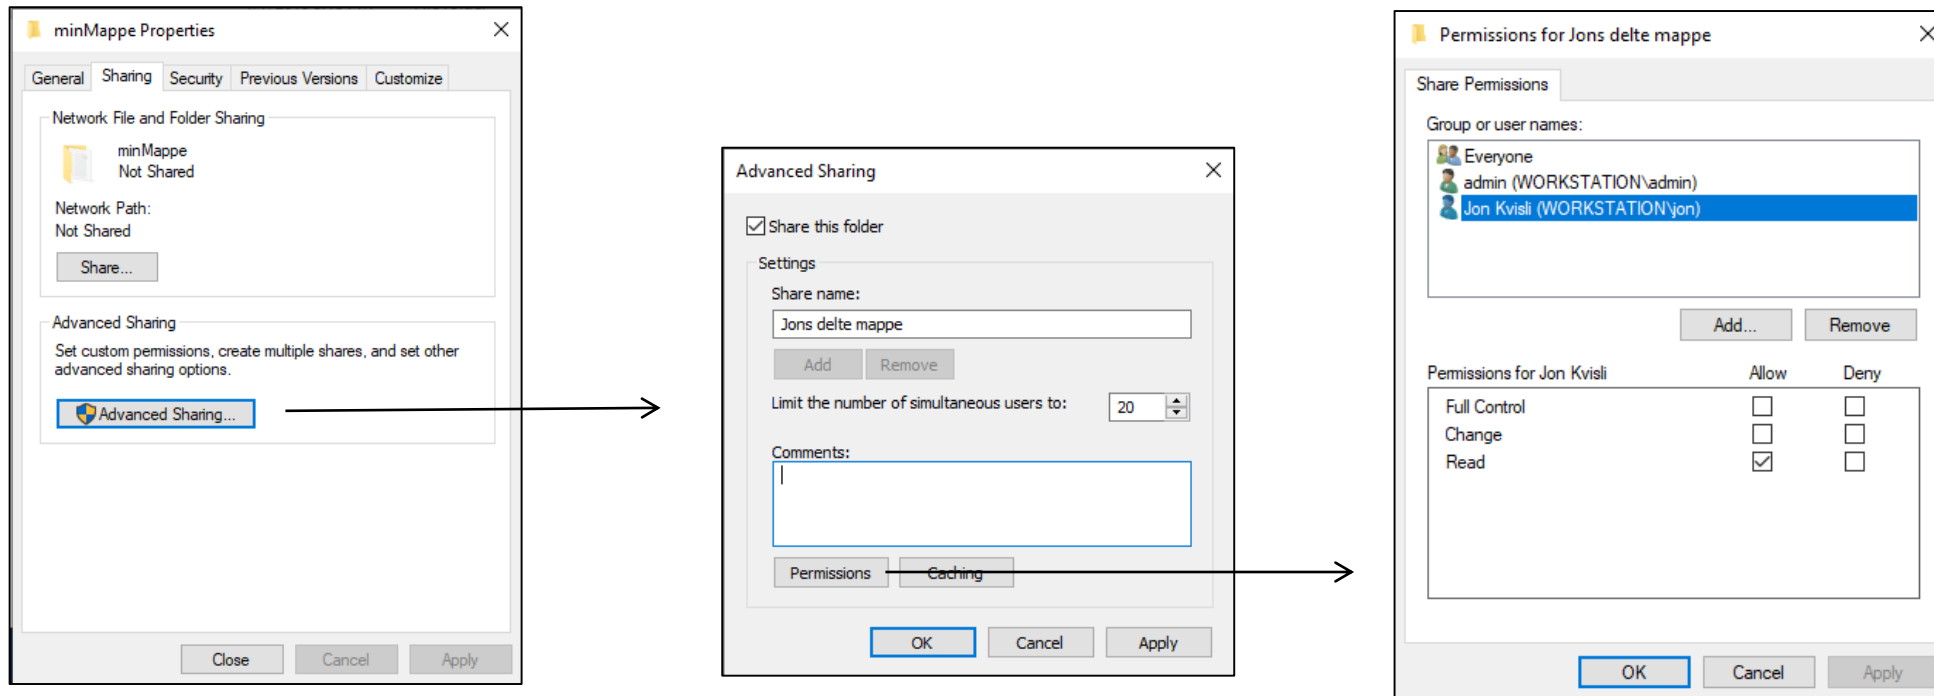 minMappe Properties
General Sharing Security Previous Versions Customize
Network File and Folder Sharing
minMappe
Not Shared
Network Path:
Not Shared
Share...
Advanced Sharing
Set custom permissions, create multiple shares, and set other
advanced sharing options.
Advanced Sharing...
Close Cancel Apply
Advanced Sharing
Share this folder
Settings
Share name:
Jons delte mappe
Add Remove
Limit the number of simultaneous users to: 20
Comments:
Permissions Caching
OK Cancel Apply
Permissions for Jons delte mappe
Share Permissions
Group or user names:
Everyone
admin (WORKSTATION\admin)
Jon Kvisli (WORKSTATION\jon)
Add... Remove
Permissions for Jon Kvisli Allow Deny
Full Control
Change
Read
OK Cancel Apply